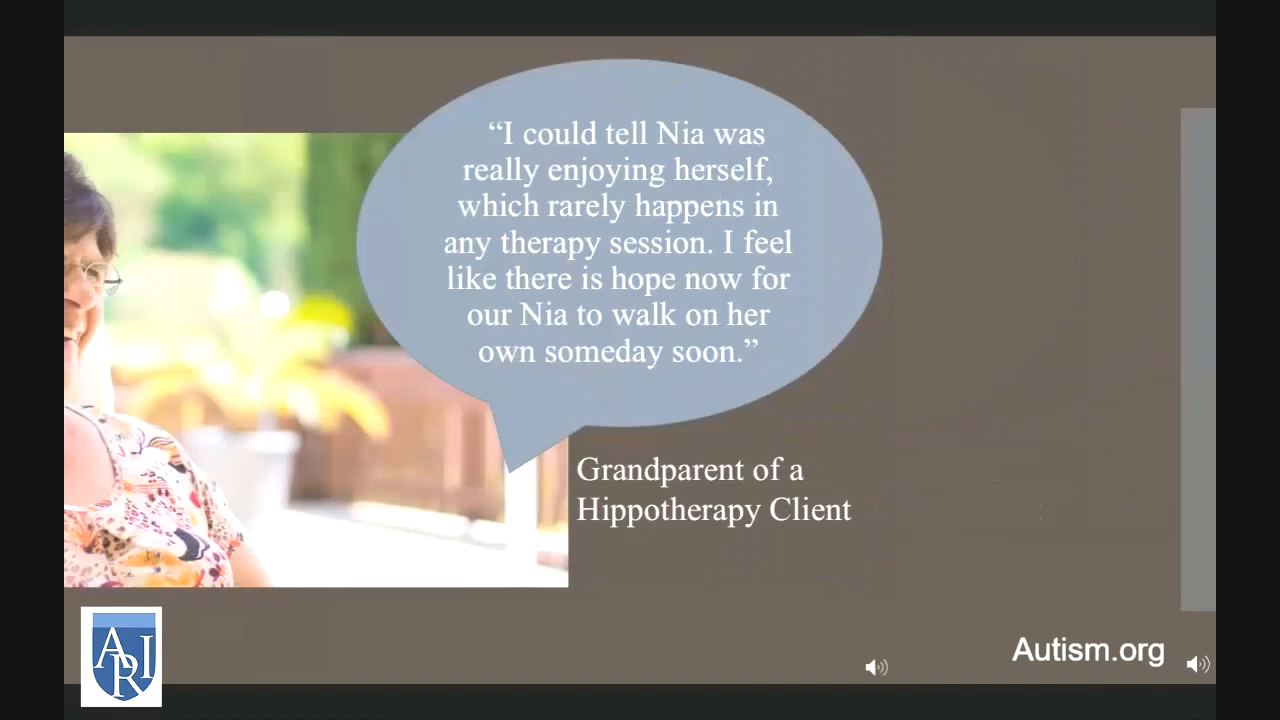 “I could tell Nia was
really enjoying herself,
which rarely happens in
any therapy session. I feel
like there is hope now for
our Nia to walk on her
own someday soon.”
Grandparent of a
Hippotherapy Client
ARI
Autism.org